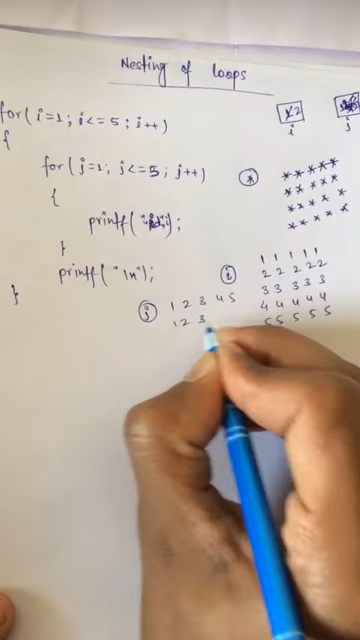 Nesting of loops
for(i=1; i<=5; i++)
{
for(j=1; j<=5; j++)
{
printf(" ");
}
printf("\n");
}
2
i
j
*
*****
*****
*****
*****
i
1 1 1 1 1
2 2 2 2 2
3 3 3 3 3
4 4 4 4 4
5 5 5 5 5
j
1 2 3 4 5
1 2 3